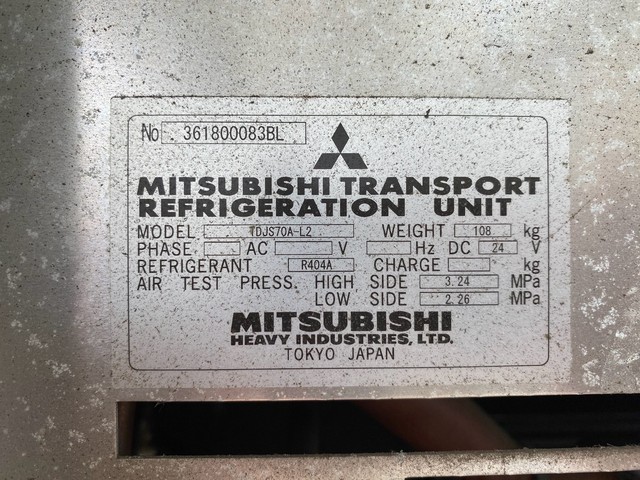 No 361800083BL
MITSUBISHI TRANSPORT
REFRIGERATION UNIT
MODEL TDJS70A-L2 WEIGHT 108 kg
PHASE AC V Hz DC 24 V
REFRIGERANT R404A CHARGE kg
AIR TEST PRESS. HIGH SIDE 3.24 MPa
LOW SIDE 2.26 MPa
MITSUBISHI
HEAVY INDUSTRIES, LTD.
TOKYO JAPAN